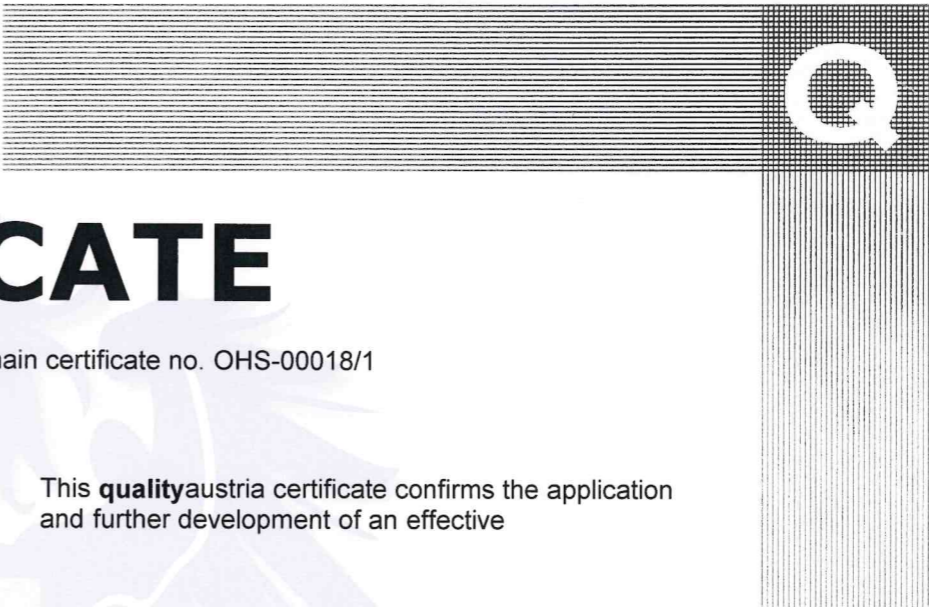 Q
CATE
ain certificate no. OHS-00018/1
This qualityaustria certificate confirms the application
and further development of an effective